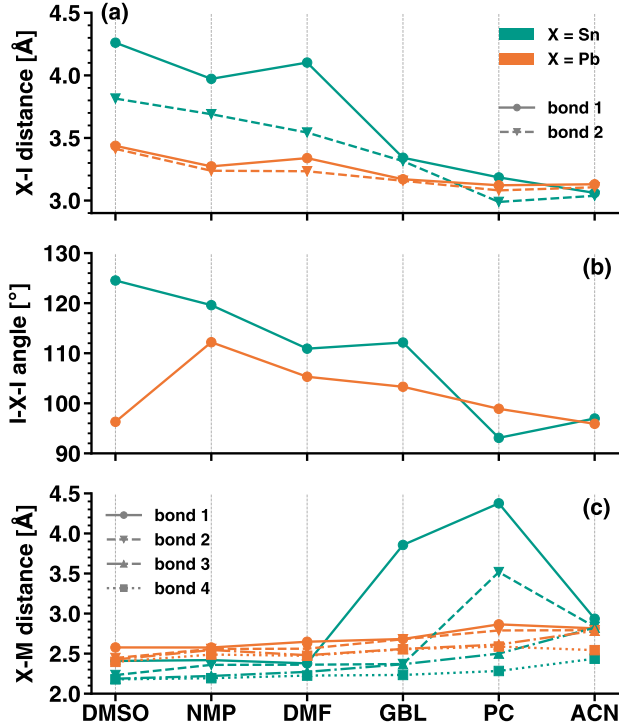 (a)
X-I distance [Å]
4.5
4.0
3.5
3.0
X = Sn
X = Pb
bond 1
bond 2
(b)
I-X-I angle [°]
130
120
110
100
90
(c)
X-M distance [Å]
4.5
4.0
3.5
3.0
2.5
2.0
bond 1
bond 2
bond 3
bond 4
DMSO NMP DMF GBL PC ACN